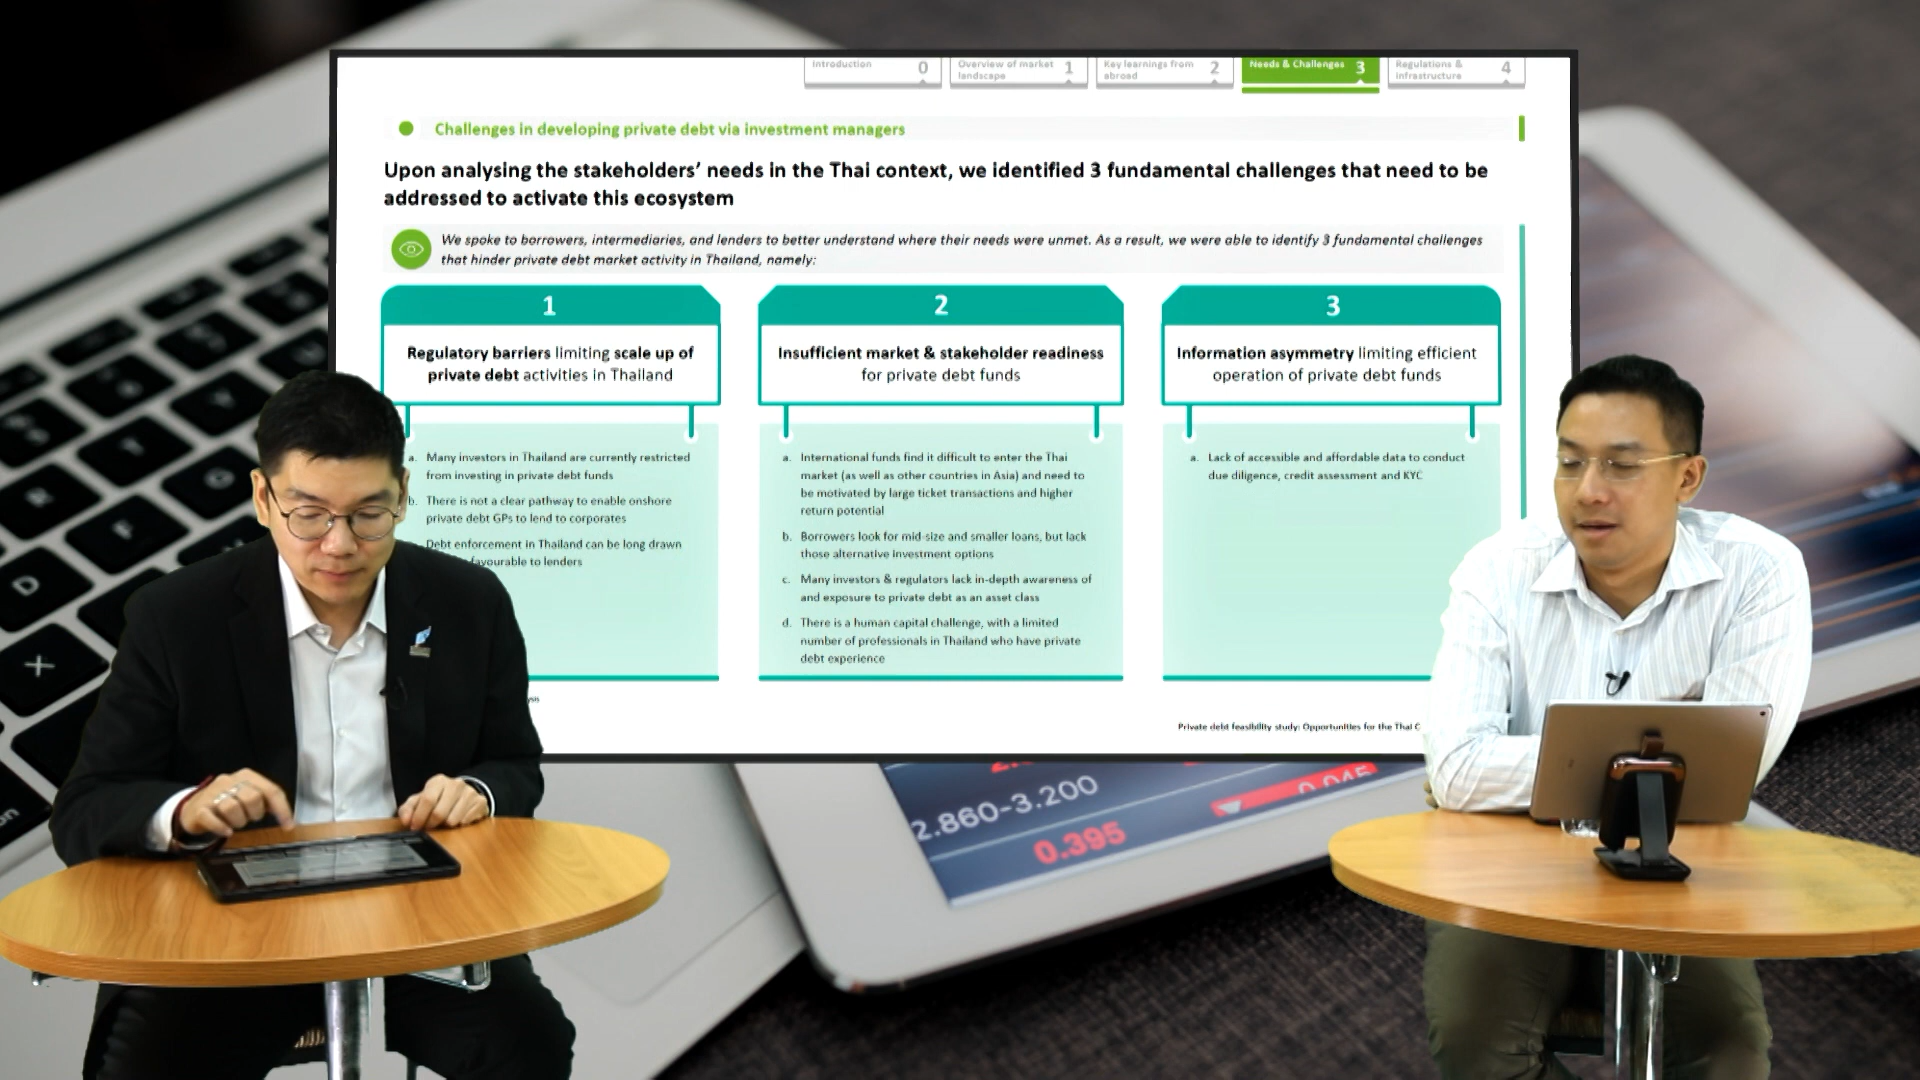 Introduction 0
Overview of market 1
landscape
Key learnings from 2
abroad
Needs & Challenges 3
Regulations & 4
infrastructure
Challenges in developing private debt via investment managers
Upon analysing the stakeholders' needs in the Thai context, we identified 3 fundamental challenges that need to be
addressed to activate this ecosystem
We spoke to borrowers, intermediaries, and lenders to better understand where their needs were unmet. As a result, we were able to identify 3 fundamental challenges
that hinder private debt market activity in Thailand, namely:
1
Regulatory barriers limiting scale up of
private debt activities in Thailand
a. Many investors in Thailand are currently restricted
from investing in private debt funds
b. There is not a clear pathway to enable onshore
private debt GPs to lend to corporates
Debt enforcement in Thailand can be long drawn
favourable to lenders
2
Insufficient market & stakeholder readiness
for private debt funds
a. International funds find it difficult to enter the Thai
market (as well as other countries in Asia) and need to
be motivated by large ticket transactions and higher
return potential
b. Borrowers look for mid-size and smaller loans, but lack
those alternative investment options
c. Many investors & regulators lack in-depth awareness of
and exposure to private debt as an asset class
d. There is a human capital challenge, with a limited
number of professionals in Thailand who have private
debt experience
3
Information asymmetry limiting efficient
operation of private debt funds
a. Lack of accessible and affordable data to conduct
due diligence, credit assessment and KYC
Private debt feasibility study: Opportunities for the Thai C
2.860-3.200
0.395
0.045
D
F
R
X